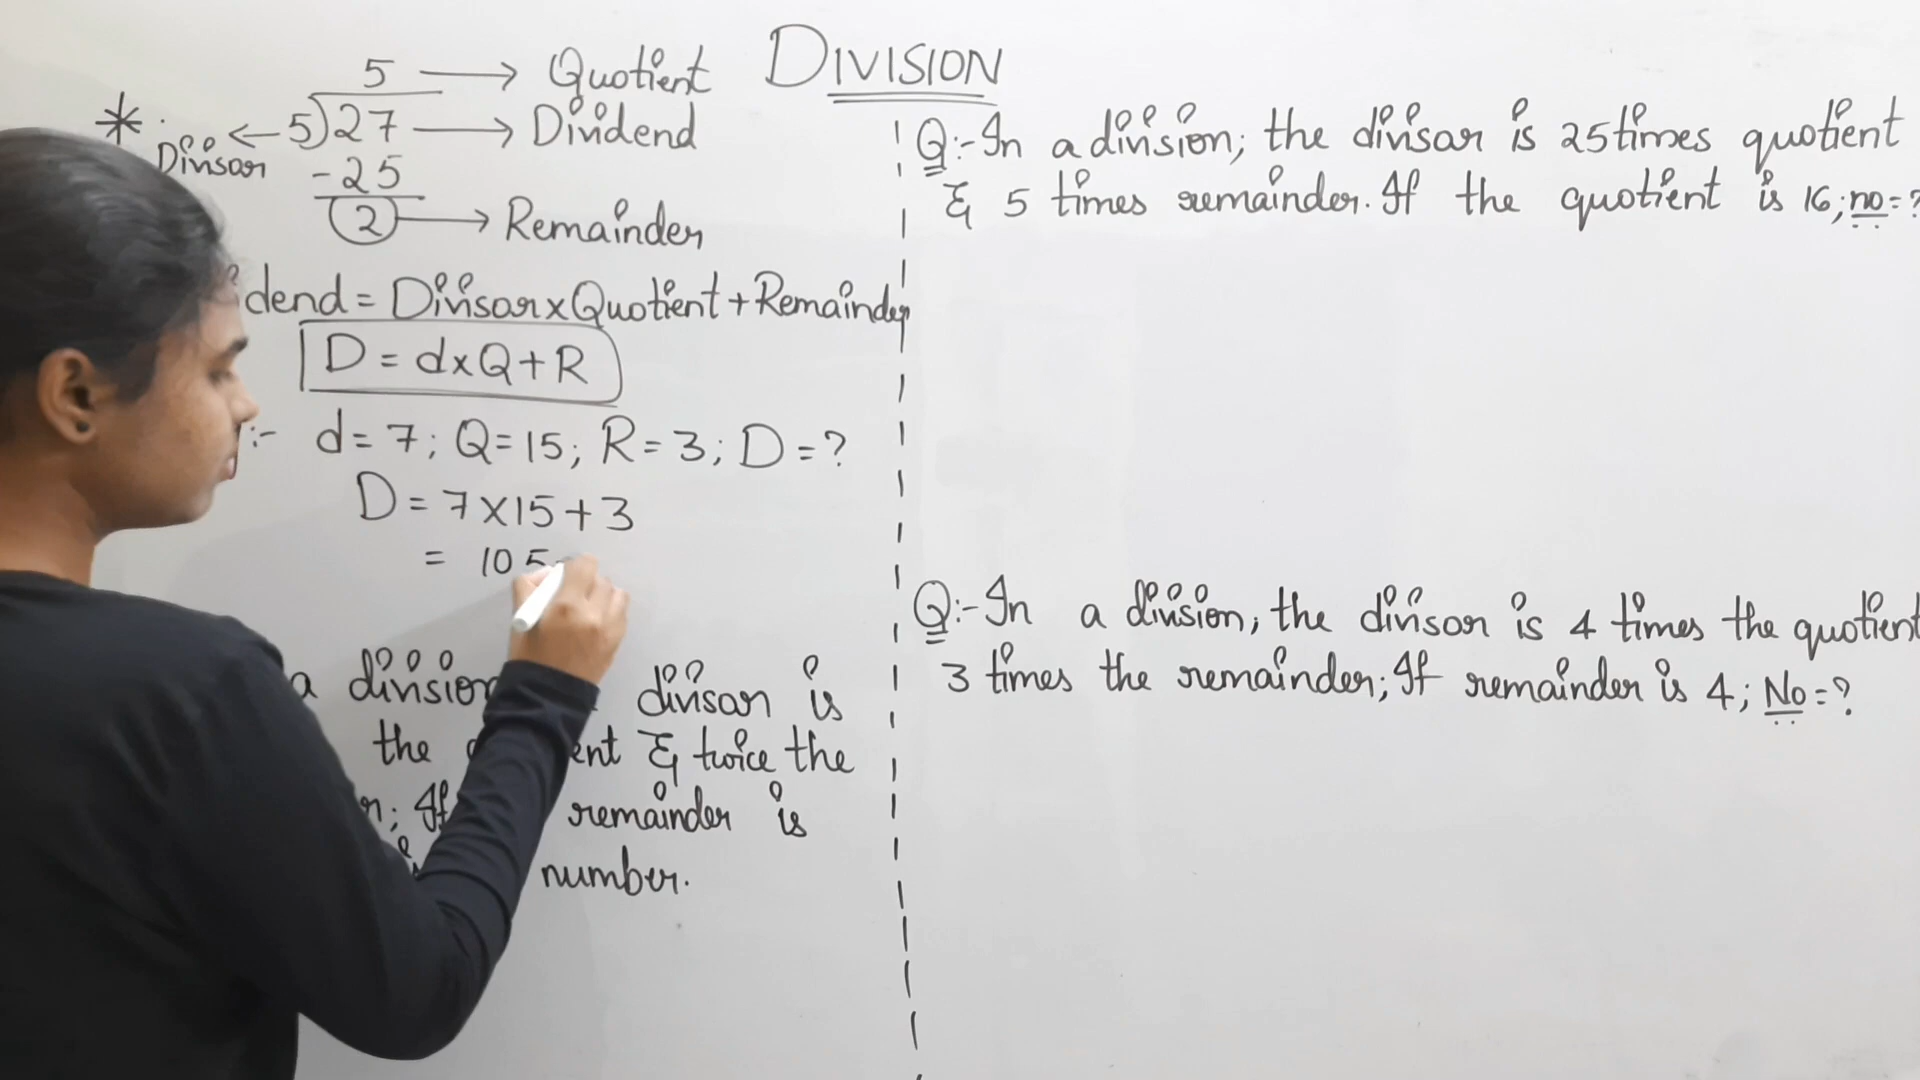 DIVISION
5 → Quotient
* Divisor ← 5)27 → Dividend
-25
2 → Remainder
dend = Divisor x Quotient + Remainder
D = d x Q + R
:- d = 7; Q = 15; R = 3; D = ?
D = 7 x 15 + 3
= 105
a division divisor is
the & twice the
remainder is
number.
Q:- In a division; the divisor is 25 times quotient
& 5 times remainder. If the quotient is 16; no = ?
Q:- In a division, the divisor is 4 times the quotient
3 times the remainder; If remainder is 4; No = ?